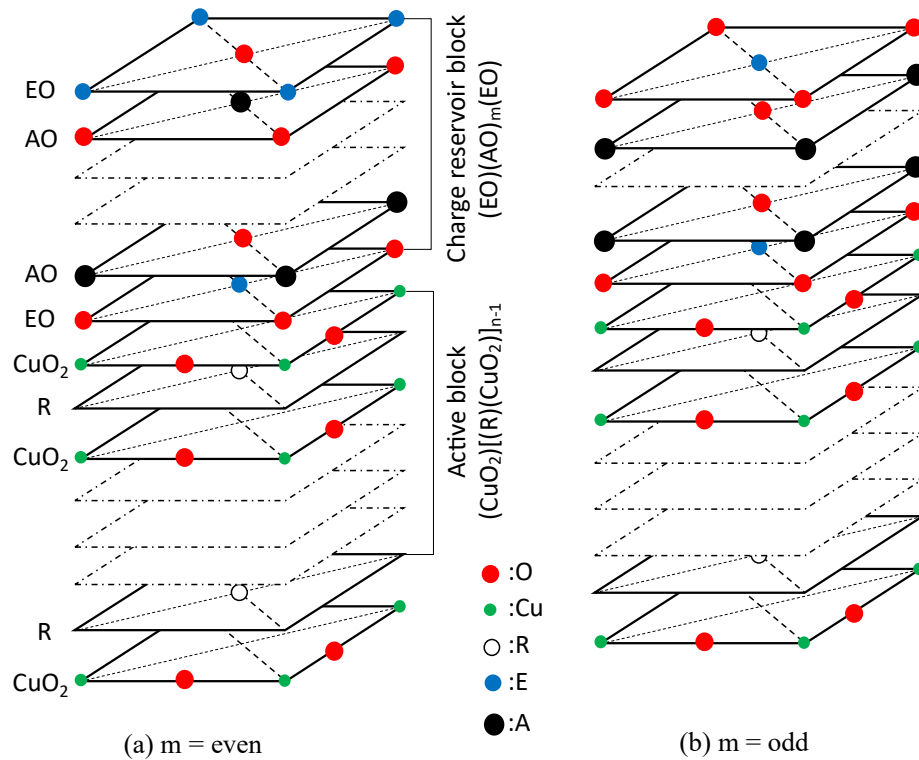 EO
AO
AO
EO
CuO₂
R
CuO₂
R
CuO₂
Charge reservoir block
(EO)(AO)ₘ(EO)
Active block
(CuO₂)[(R)(CuO₂)]ₙ₋₁
:O
:Cu
:R
:E
:A
(a) m = even
(b) m = odd